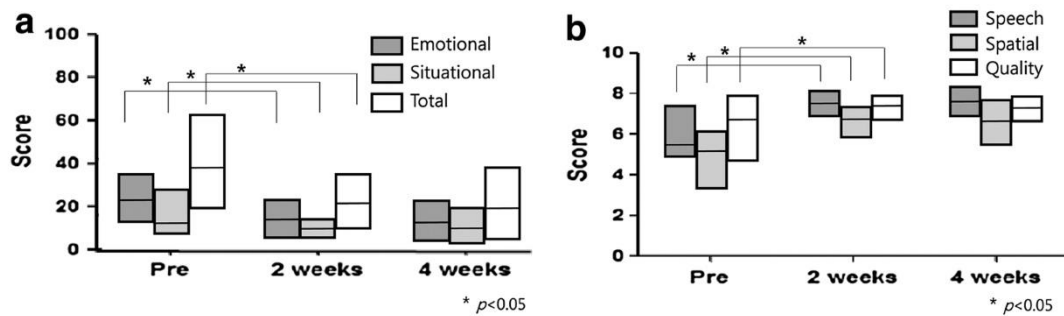 a
100
80
60
40
20
0
Score
Emotional
Situational
Total
* * *
Pre 2 weeks 4 weeks
* p<0.05
b
10
8
6
4
2
0
Score
Speech
Spatial
Quality
* * *
Pre 2 weeks 4 weeks
* p<0.05